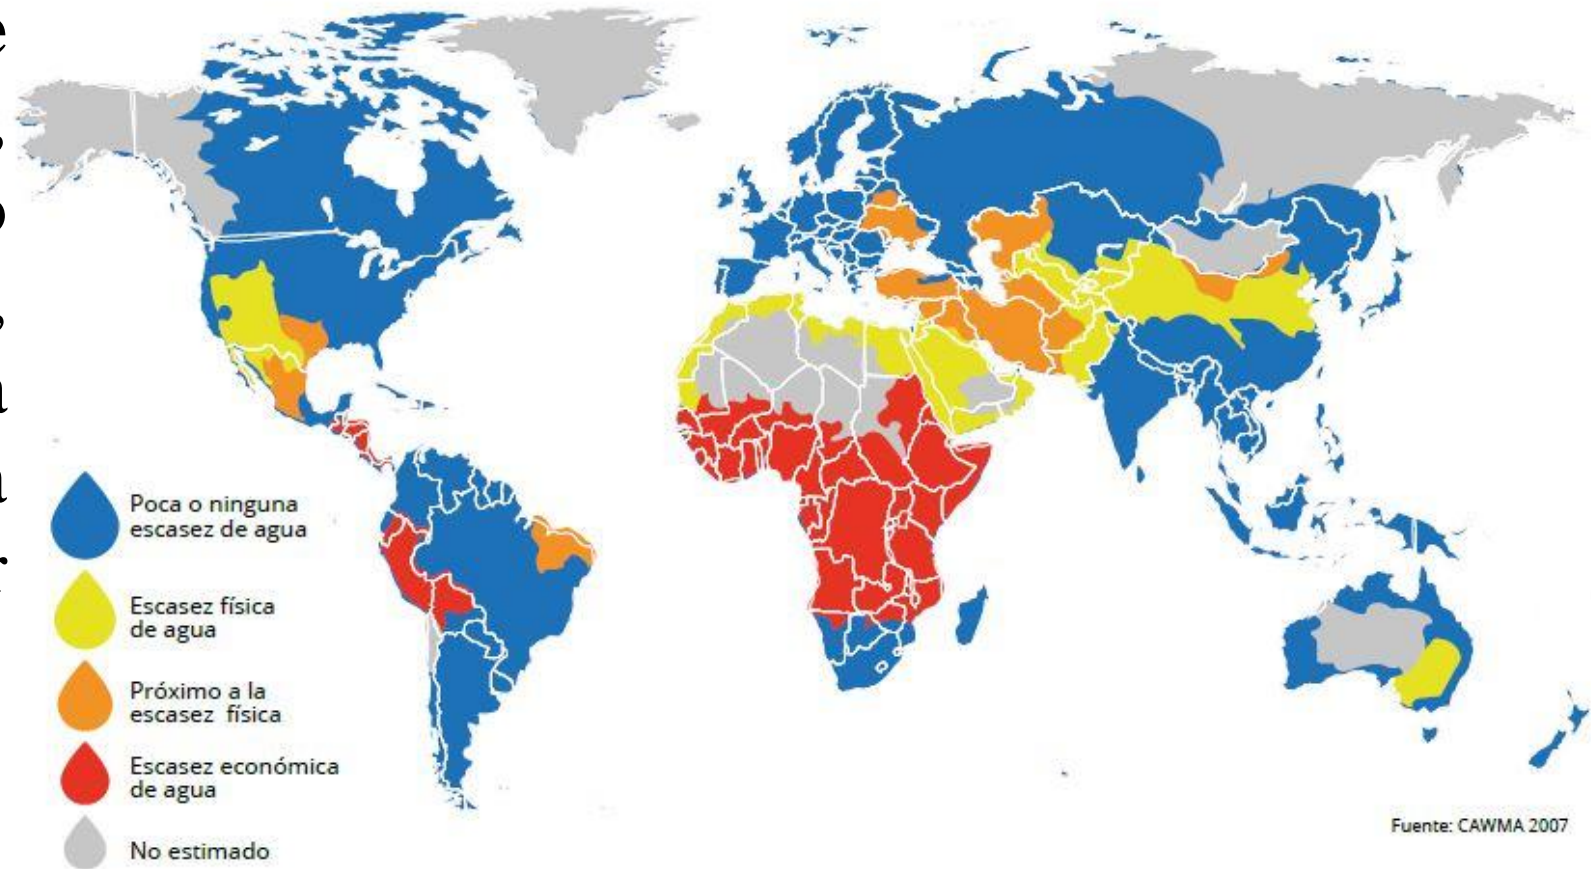 e
,
o
,
a
a
r
Poca o ninguna
escasez de agua
Escasez física
de agua
Próximo a la
escasez física
Escasez económica
de agua
No estimado
Fuente: CAWMA 2007